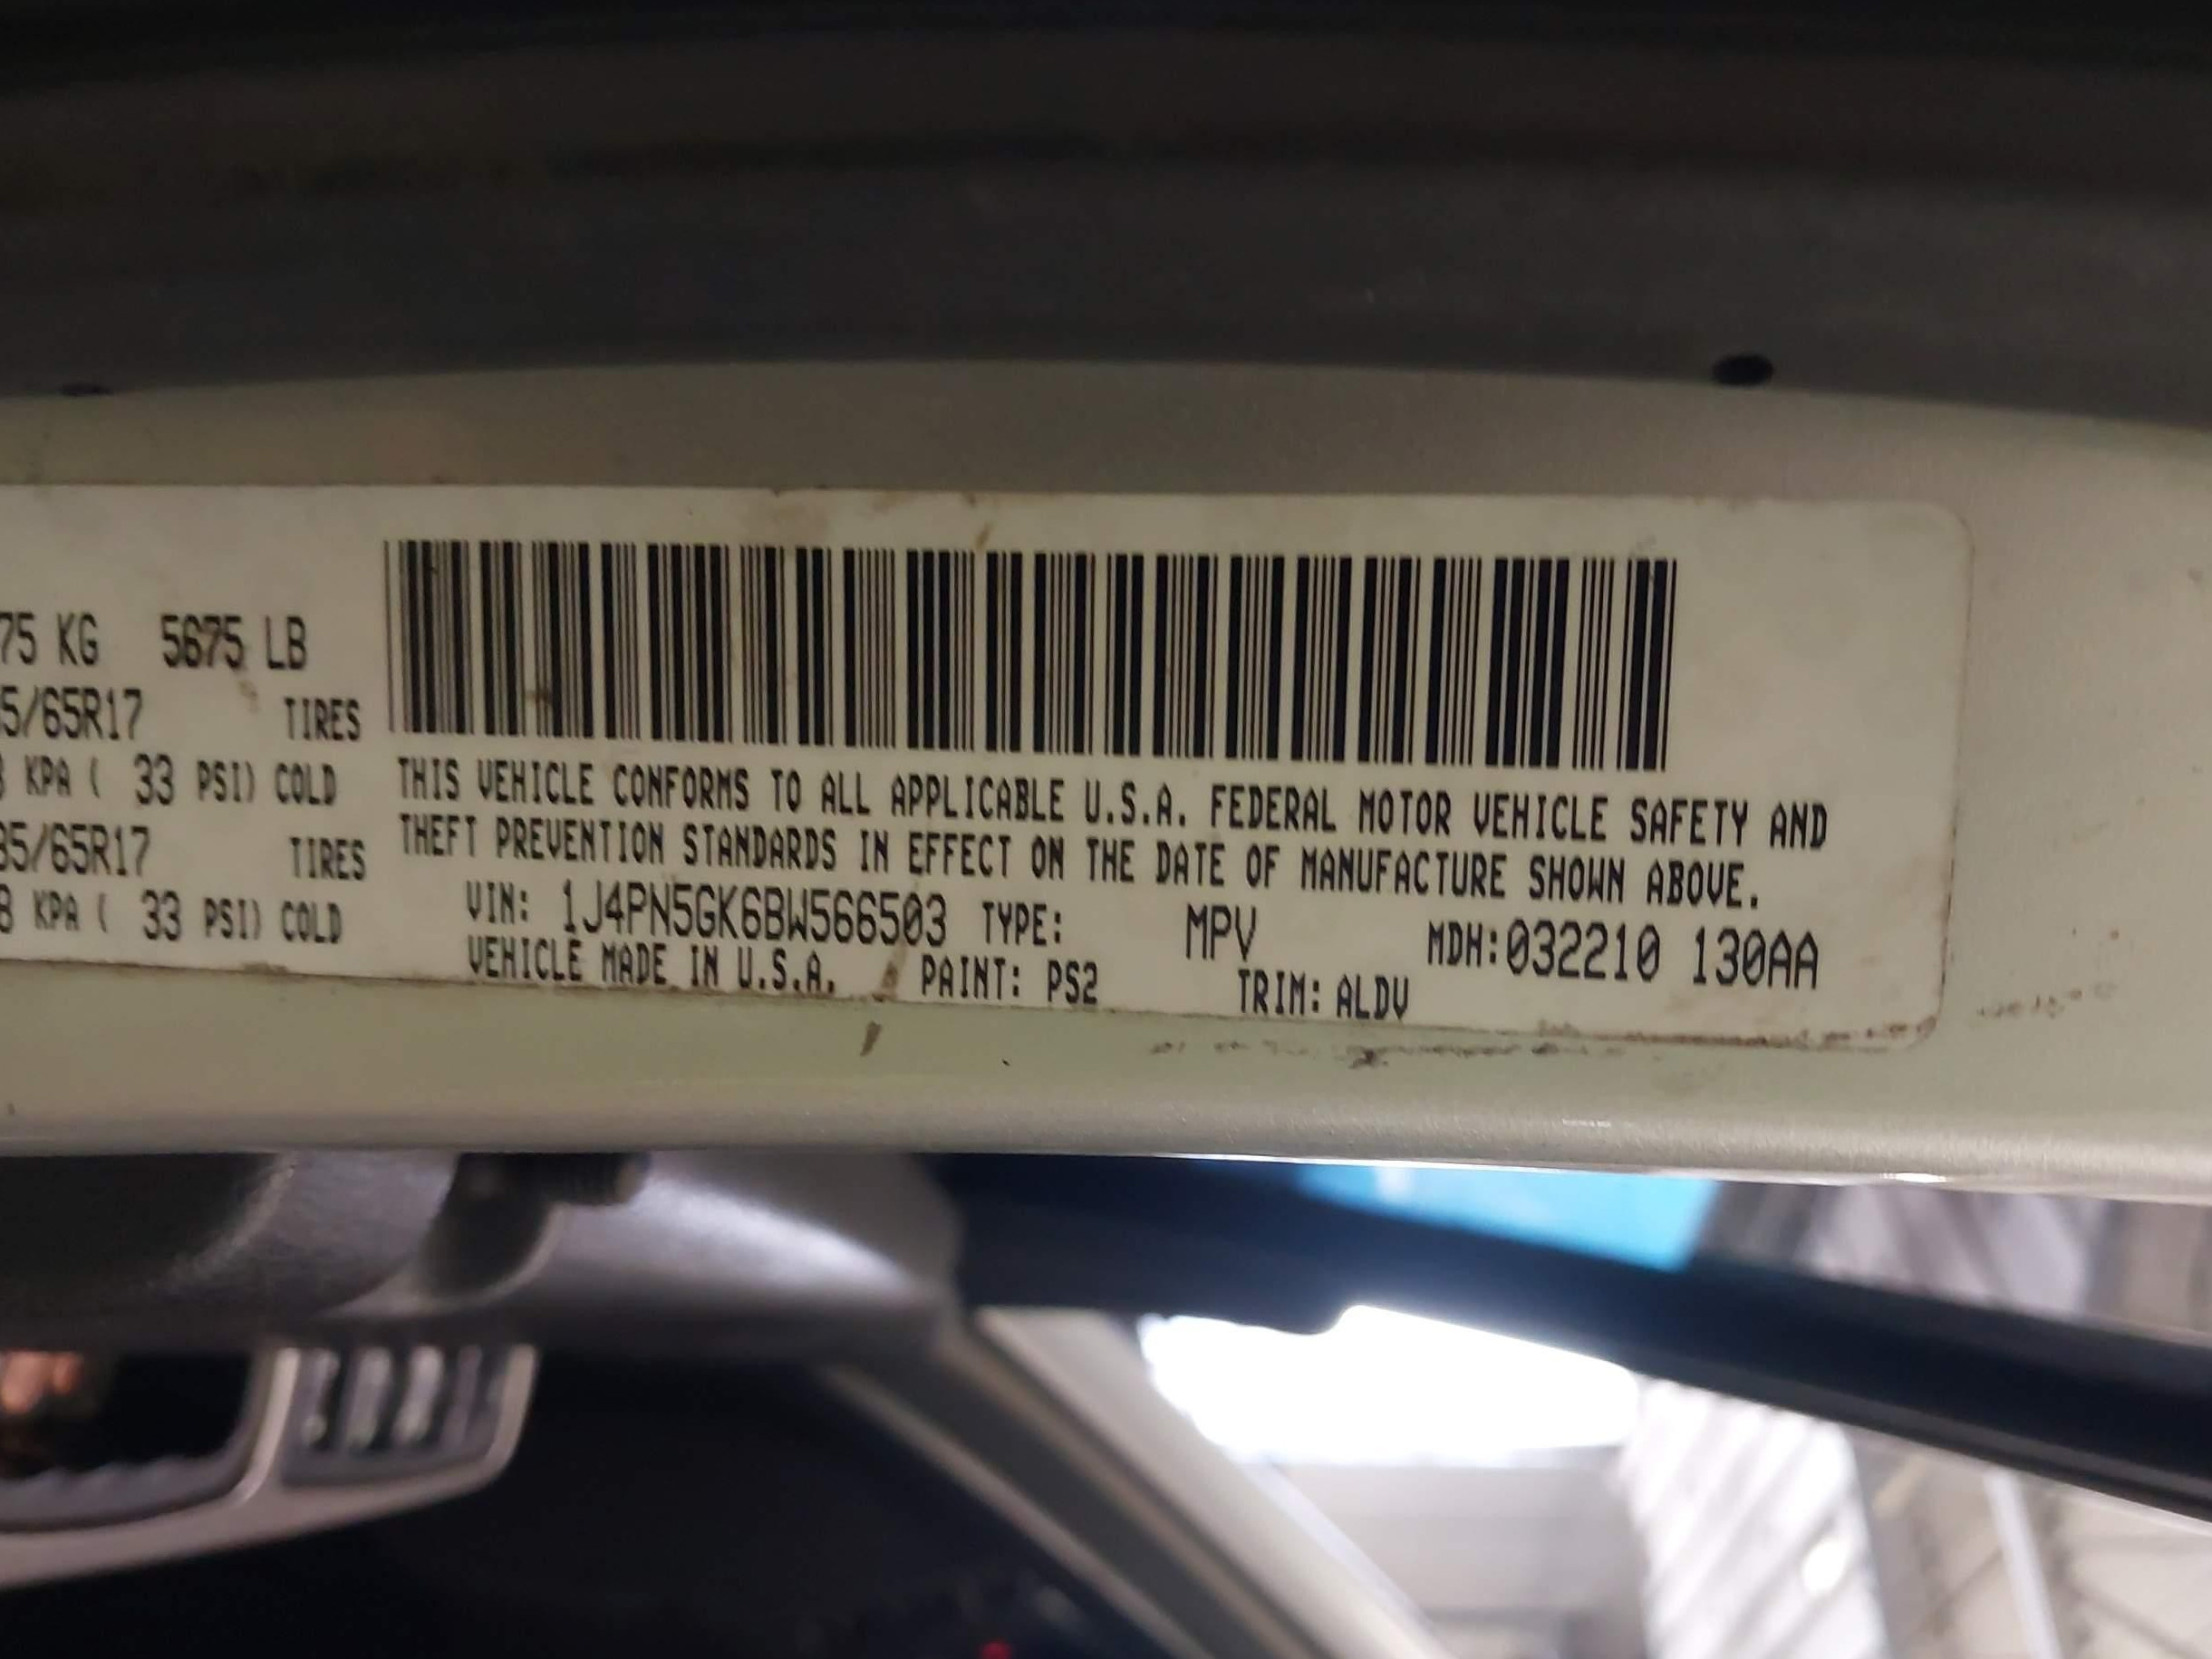 75 KG 5675 LB
5/65R17 TIRES
KPA ( 33 PSI) COLD
35/65R17 TIRES
8 KPA ( 33 PSI) COLD
THIS VEHICLE CONFORMS TO ALL APPLICABLE U.S.A. FEDERAL MOTOR VEHICLE SAFETY AND
THEFT PREVENTION STANDARDS IN EFFECT ON THE DATE OF MANUFACTURE SHOWN ABOVE.
VIN: 1J4PN5GK6BW566503 TYPE: MPV MDH:032210 130AA
VEHICLE MADE IN U.S.A. PAINT: PS2 TRIM: ALDV